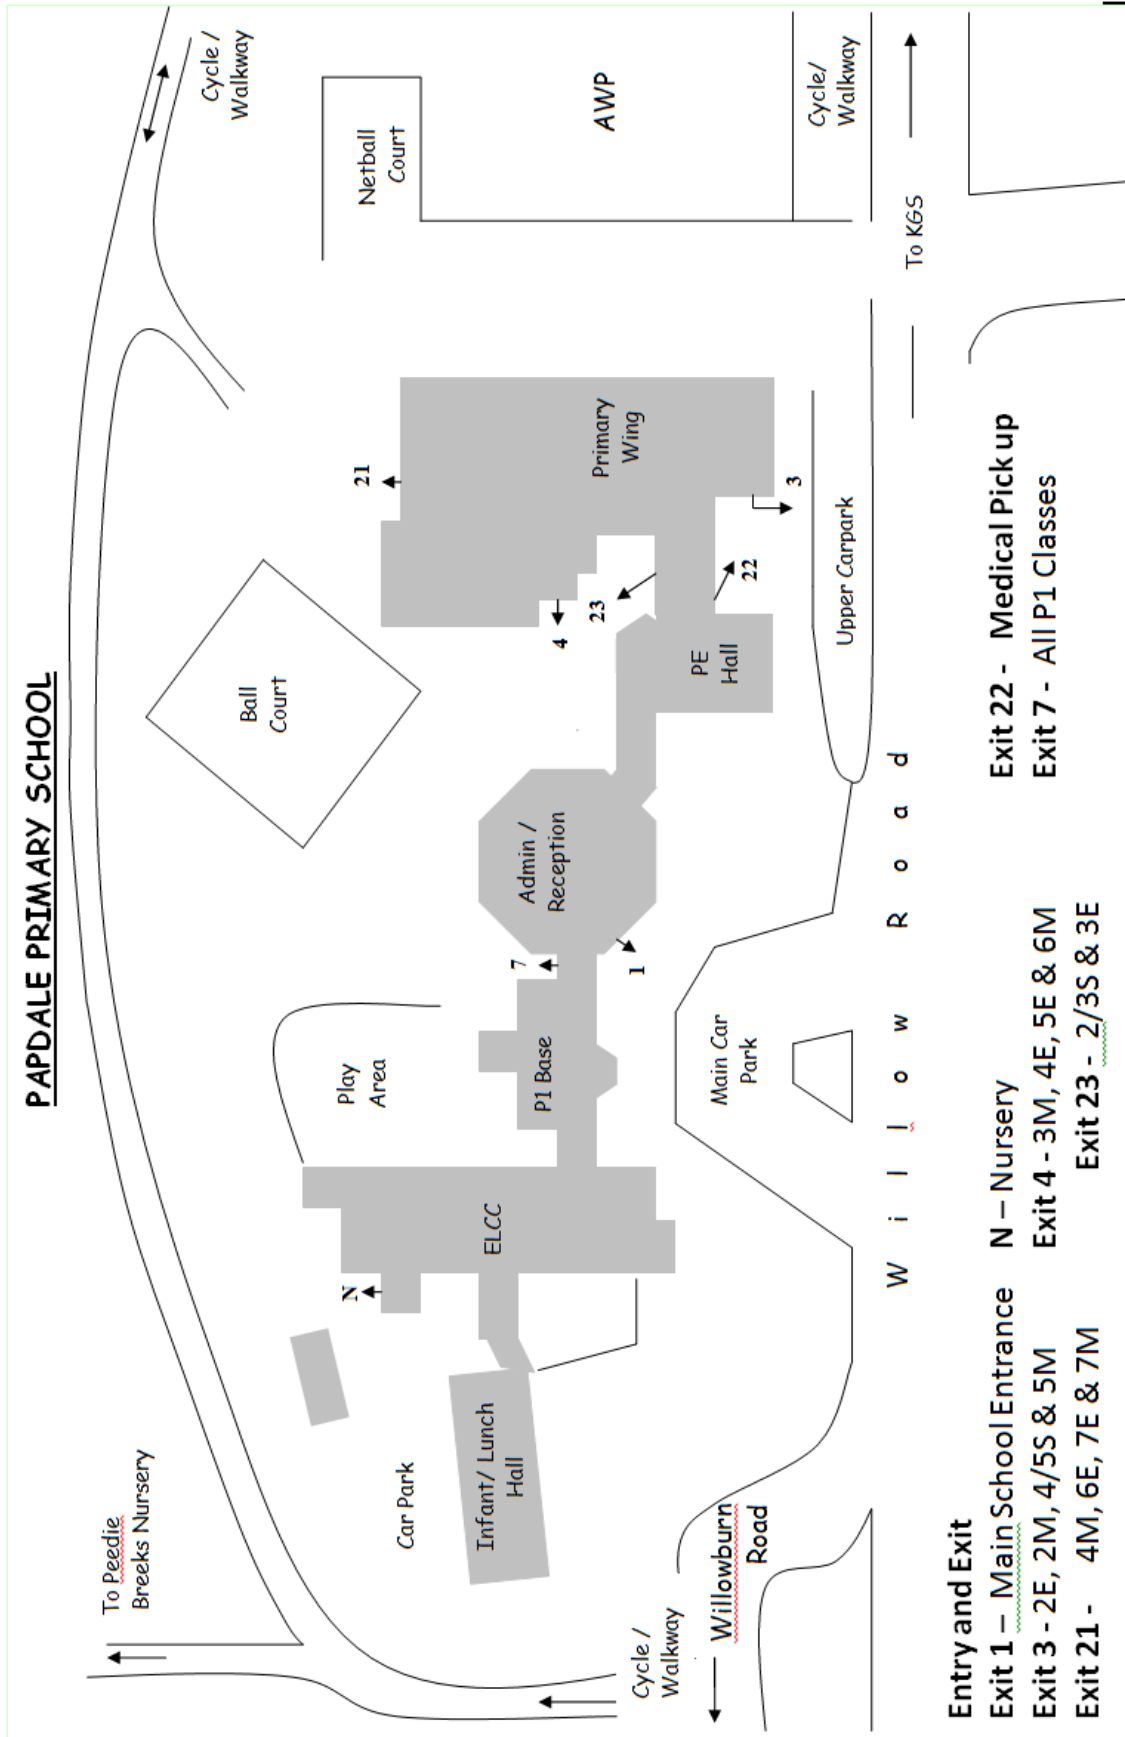 PAPDALE PRIMARY SCHOOL
To Peedie
Breeks Nursery
Cycle /
Walkway
Ball
Court
Netball
Court
Play
Area
N
21
Car Park
Infant/ Lunch
Hall
ELCC
P1 Base
7
Admin /
Reception
4
23
Primary
Wing
AWP
1
PE
Hall
22
3
Cycle /
Walkway
Willowburn
Road
Main Car
Park
Upper Carpark
Cycle/
Walkway
Willow Road
To KGS
Entry and Exit
Exit 1 – Main School Entrance N – Nursery Exit 22 - Medical Pick up
Exit 3 - 2E, 2M, 4/5S & 5M Exit 4 - 3M, 4E, 5E & 6M Exit 7 - All P1 Classes
Exit 21 - 4M, 6E, 7E & 7M Exit 23 - 2/3S & 3E